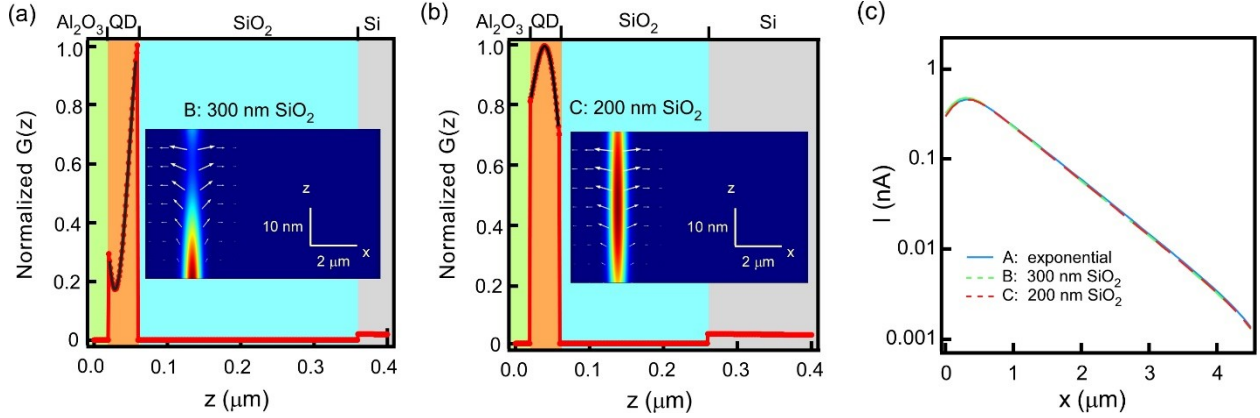 (a)
Al₂O₃ QD SiO₂ Si
Normalized G(z)
1.0
0.8
0.6
0.4
0.2
0
B: 300 nm SiO₂
z
10 nm
x
2 μm
0.0 0.1 0.2 0.3 0.4
z (μm)
(b)
Al₂O₃ QD SiO₂ Si
Normalized G(z)
1.0
0.8
0.6
0.4
0.2
0
C: 200 nm SiO₂
z
10 nm
x
2 μm
0.0 0.1 0.2 0.3 0.4
z (μm)
(c)
I (nA)
1
0.1
0.01
0.001
A: exponential
B: 300 nm SiO₂
C: 200 nm SiO₂
0 1 2 3 4
x (μm)